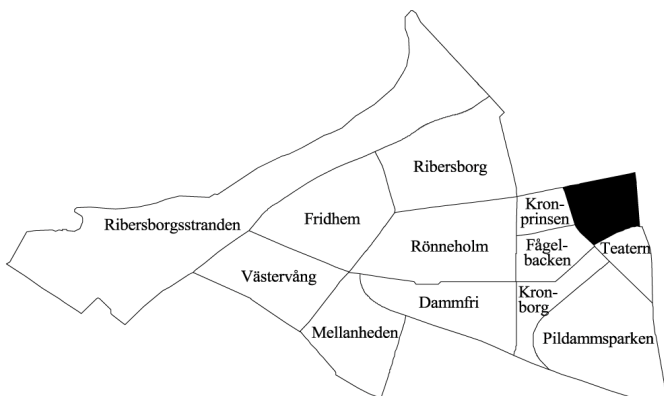 Ribersborg
Kron-
prinsen
Ribersborgsstranden
Fridhem
Rönneholm
Fågel-
backen
Teatern
Västervång
Dammfri
Kron-
borg
Mellanheden
Pildammsparken